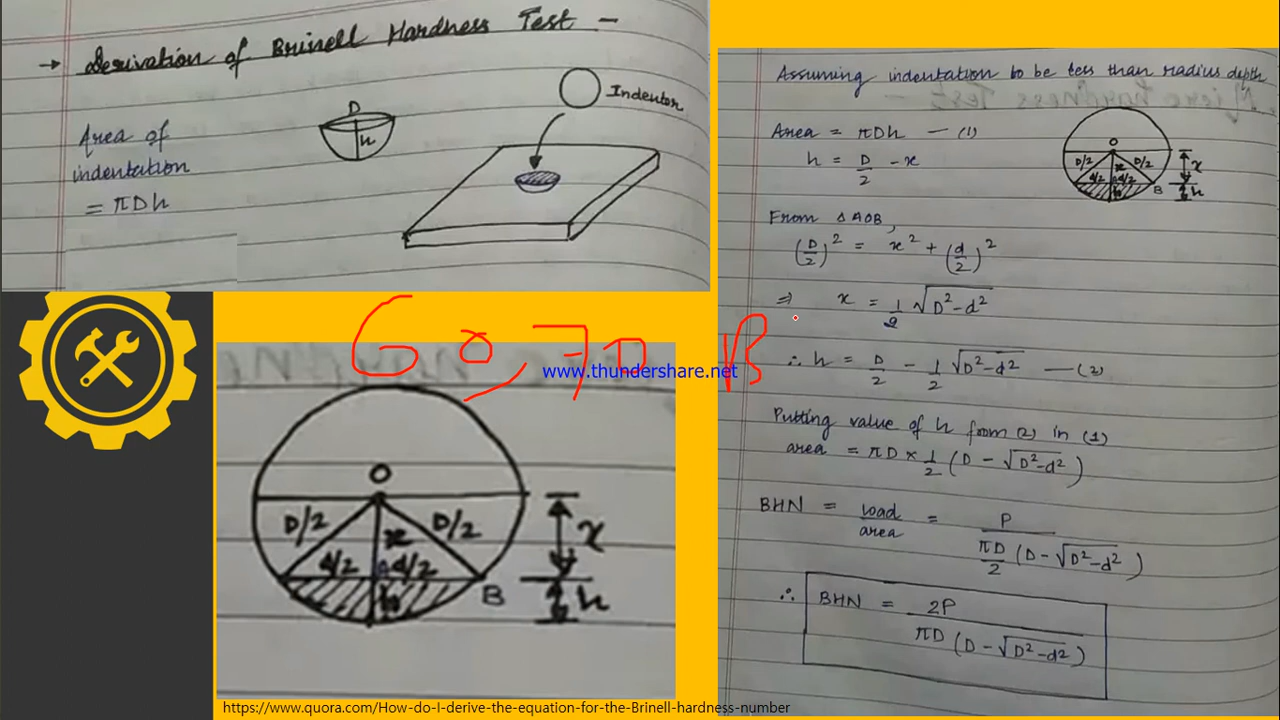 → Derivation of Brinell Hardness Test –
Indentor
D
h
Area of
indentation
= πDh
60, 70 B
www.thundershare.net
O
D/2
D/2
x
x
d/2
d/2
B
h
h
https://www.quora.com/How-do-I-derive-the-equation-for-the-Brinell-hardness-number
Assuming indentation to be less than radius depth
Area = πDh — (1)
h = D/2 - x
O
D/2
D/2
x
x
d/2
d/2
B
h
h
From △AOB,
(D/2)² = x² + (d/2)²
⇒ x = 1/2 √D²-d²
∴ h = D/2 - 1/2 √D²-d² — (2)
Putting value of h from (2) in (1)
area = πD × 1/2 (D - √D²-d²)
BHN = Load/area = P / πD/2 (D - √D²-d²)
∴ BHN = 2P / πD (D - √D²-d²)